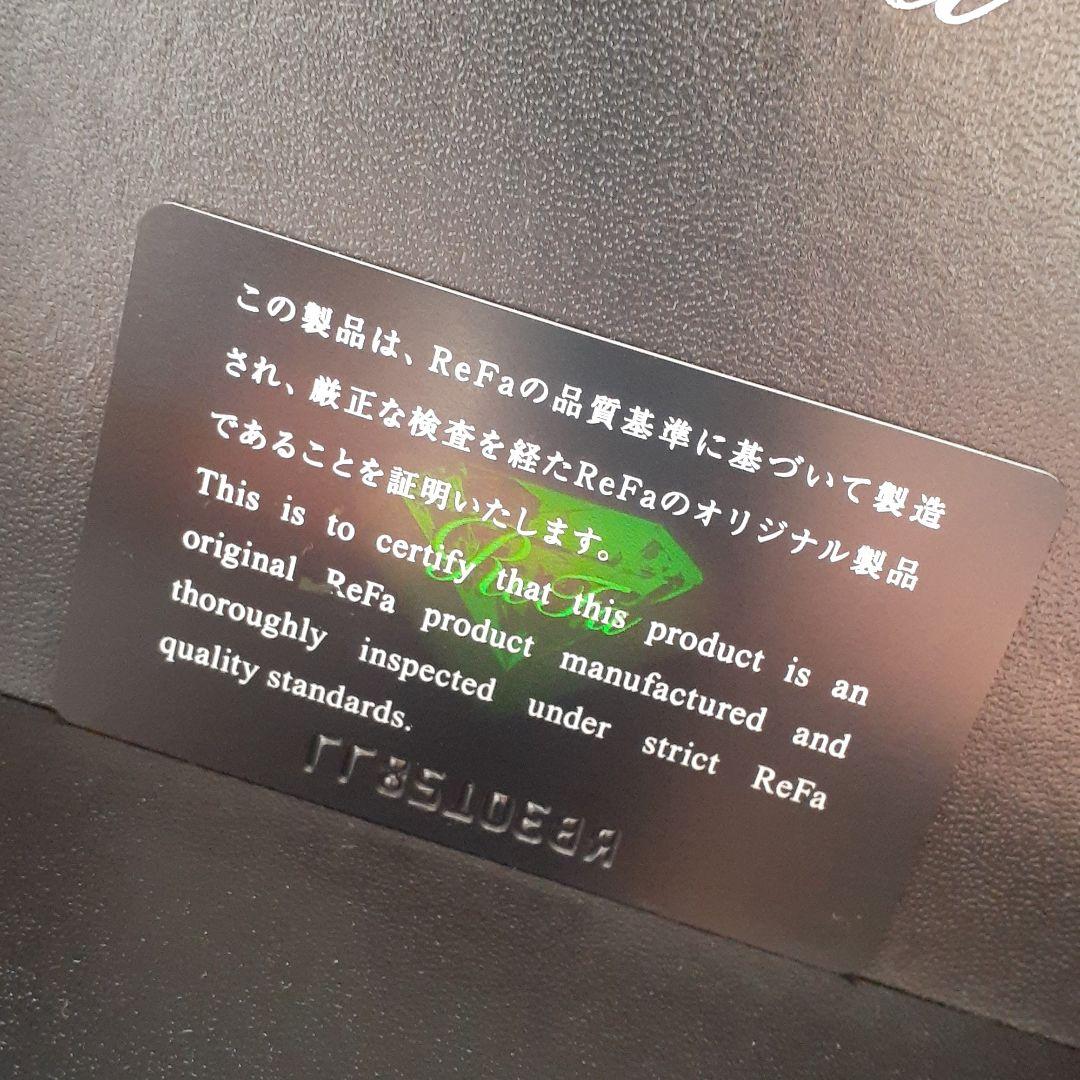 この製品は、ReFaの品質基準に基づいて製造
され、厳正な検査を経たReFaのオリジナル製品
であることを証明いたします。
This is to certify that this product is an
original ReFa product manufactured and
thoroughly inspected under strict ReFa
quality standards.
ReFa